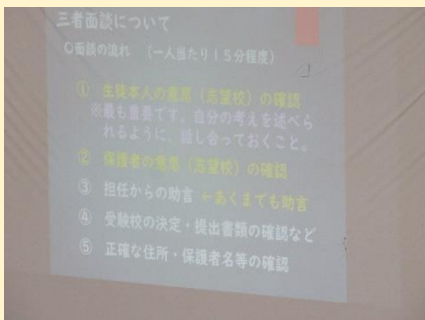 三者面談について
〇面談の流れ (一人当たり15分程度)
① 生徒本人の意思(志望校)の確認
※最も重要です。自分の考えを述べら
れるように、話し合っておくこと。
② 保護者の意思(志望校)の確認
③ 担任からの助言 ←あくまでも助言
④ 受験校の決定・提出書類の確認など
⑤ 正確な住所・保護者名等の確認